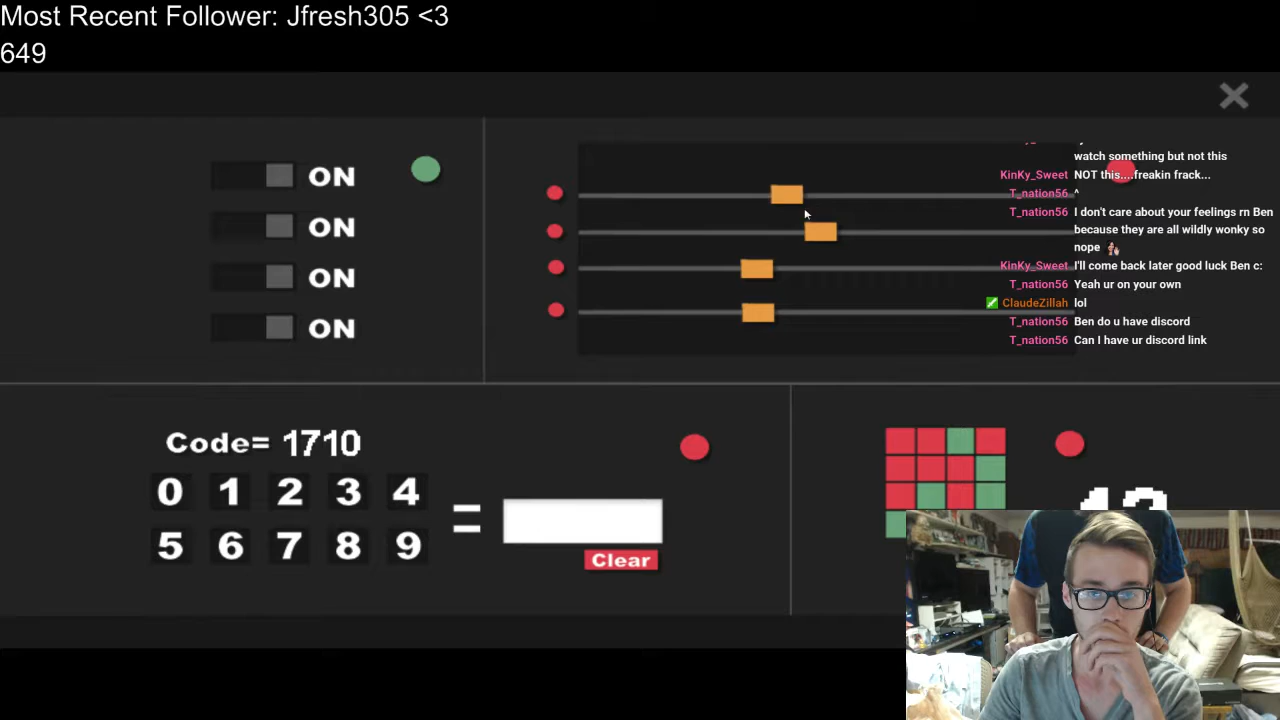 Most Recent Follower: Jfresh305 <3
649
ON
ON
ON
ON
watch something but not this
KinKy_Sweet NOT this....freakin frack...
T_nation56 ^
T_nation56 I don't care about your feelings rn Ben
because they are all wildly wonky so
nope
KinKy_Sweet I'll come back later good luck Ben c:
T_nation56 Yeah ur on your own
ClaudeZillah lol
T_nation56 Ben do u have discord
T_nation56 Can I have ur discord link
Code= 1710
0 1 2 3 4
5 6 7 8 9
=
Clear